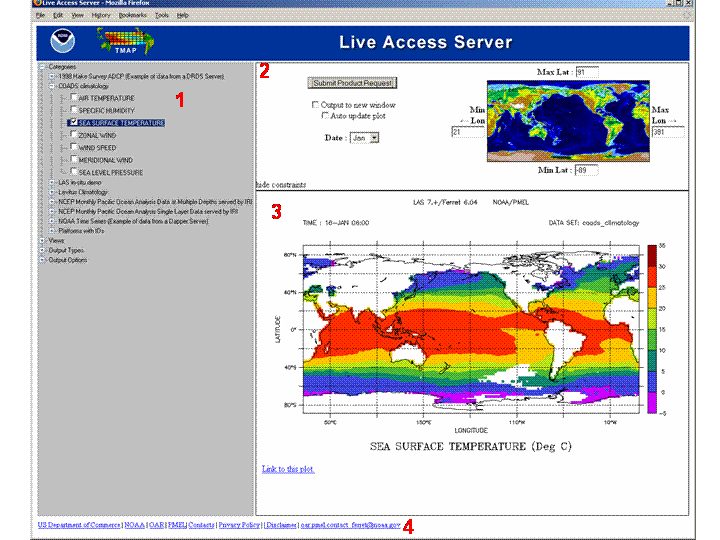 Live Access Server - Mozilla Firefox
File Edit View History Bookmarks Tools Help
NOAA
TMAP
Live Access Server
Categories
1998 Hake Survey ADCP (Example of data from a DRDS Server).
COADS climatology
AIR TEMPERATURE
SPECIFIC HUMIDITY
SEA SURFACE TEMPERATURE
ZONAL WIND
WIND SPEED
MERIDIONAL WIND
SEA LEVEL PRESSURE
LAS in-situ demo
Levitus Climatology
NCEP Monthly Pacific Ocean Analysis Data at Multiple Depths served by IRI
NCEP Monthly Pacific Ocean Analysis Single Layer Data served by IRI
NOAA Time Series (Example of data from a Dapper Server).
Platforms with IDs
Views
Output Types
Output Options
1
2
Submit Product Request
Output to new window
Auto update plot
Date : Jan
Max Lat : 91
Min
← Lon
21
Max
Lon →
381
Min Lat : -89
ude constraints
3
LAS 7.+/Ferret 6.04 NOAA/PMEL
TIME : 16-JAN 06:00 DATA SET: coads_climatology
80°N
40°N
0°
40°S
80°S
LATITUDE
50°E 150°E 110°W 10°W
LONGITUDE
35
30
25
20
15
10
5
0
-5
SEA SURFACE TEMPERATURE (Deg C)
Link to this plot.
US Department of Commerce | NOAA | OAR | PMEL| Contacts | Privacy Policy | | Disclaimer | oar.pmel.contact_ferret@noaa.gov
4